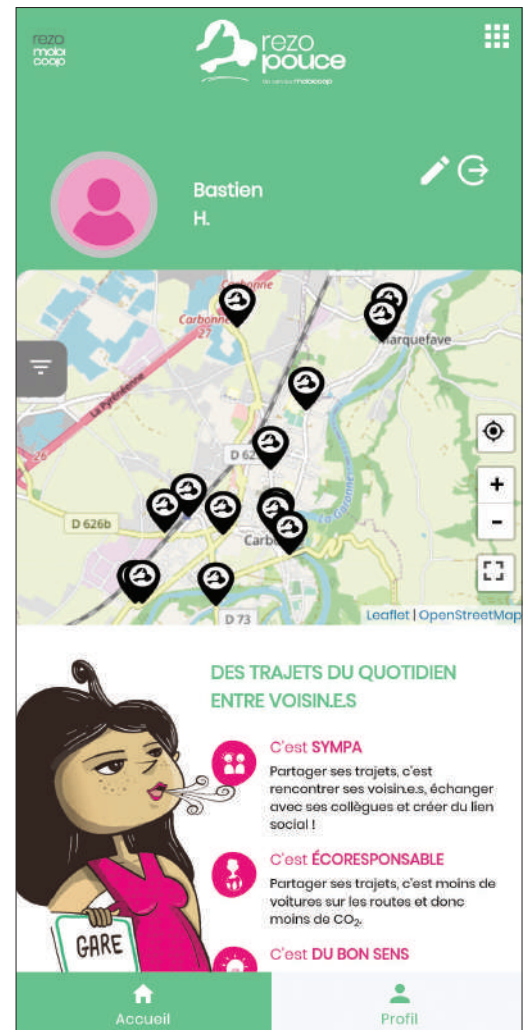 rezo
mobi
coop
rezo
pouce
Bastien
H.
Carbonne
Carbonne
27
Marquefave
La Pyrénéenne
26
D 62
D 626b
La Garonne
Carbo
D 73
+
-
Leaflet | OpenStreetMap
DES TRAJETS DU QUOTIDIEN
ENTRE VOISIN.E.S
C'est SYMPA
Partager ses trajets, c'est
rencontrer ses voisin.e.s, échanger
avec ses collègues et créer du lien
social !
C'est ÉCORESPONSABLE
Partager ses trajets, c'est moins de
voitures sur les routes et donc
moins de CO₂.
C'est DU BON SENS
GARE
Accueil
Profil